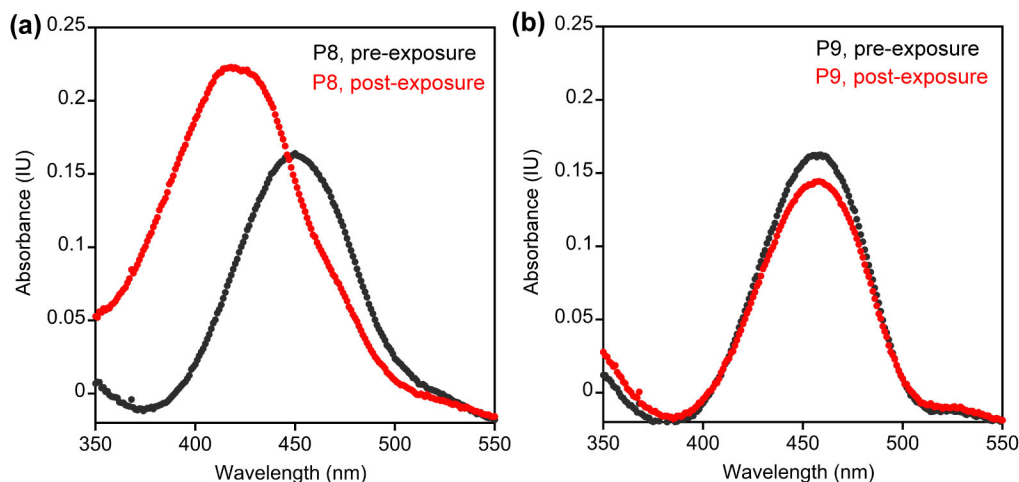 (a)
P8, pre-exposure
P8, post-exposure
0.25
0.2
0.15
0.1
0.05
0
Absorbance (IU)
350
400
450
500
550
Wavelength (nm)
(b)
P9, pre-exposure
P9, post-exposure
0.25
0.2
0.15
0.1
0.05
0
Absorbance (IU)
350
400
450
500
550
Wavelength (nm)